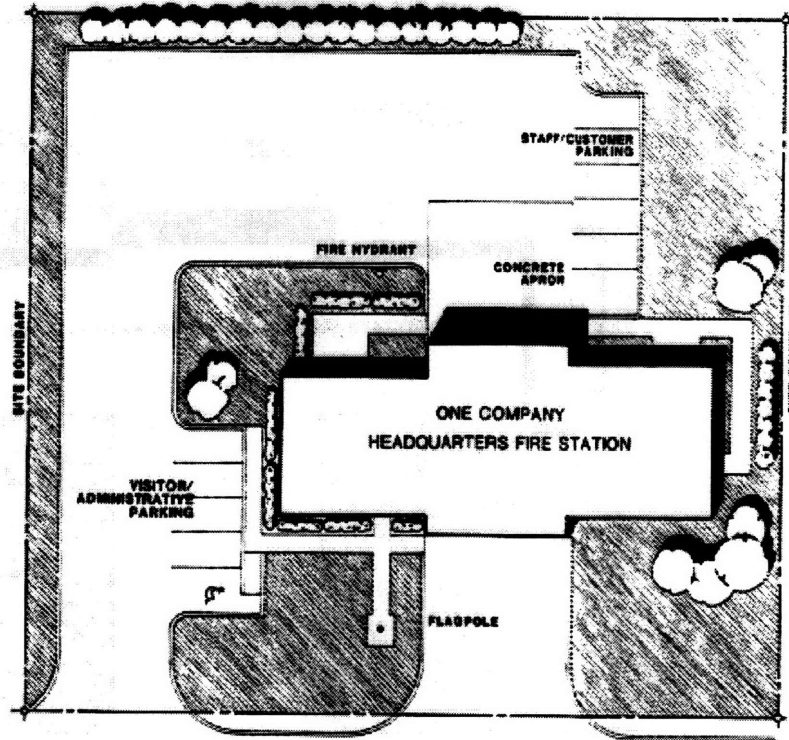 STAFF/CUSTOMER
PARKING
FIRE HYDRANT
CONCRETE
APRON
SITE BOUNDARY
ONE COMPANY
HEADQUARTERS FIRE STATION
VISITOR/
ADMINISTRATIVE
PARKING
FLAGPOLE